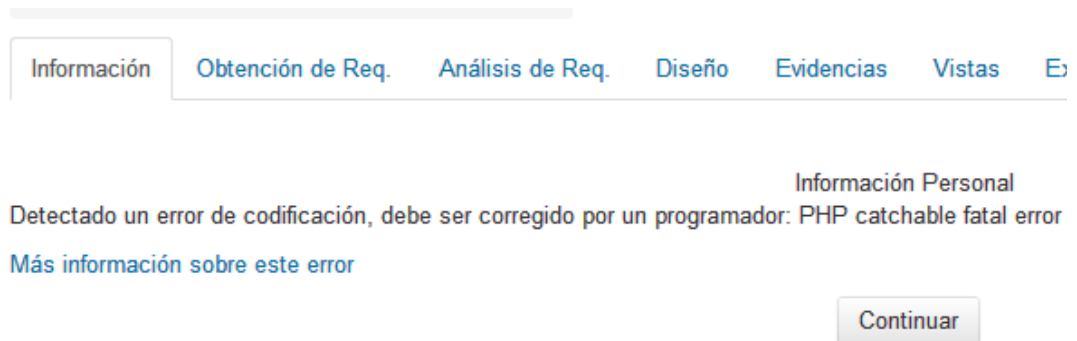 Información Obtención de Req. Análisis de Req. Diseño Evidencias Vistas
Información Personal
Detectado un error de codificación, debe ser corregido por un programador: PHP catchable fatal error
Más información sobre este error
Continuar